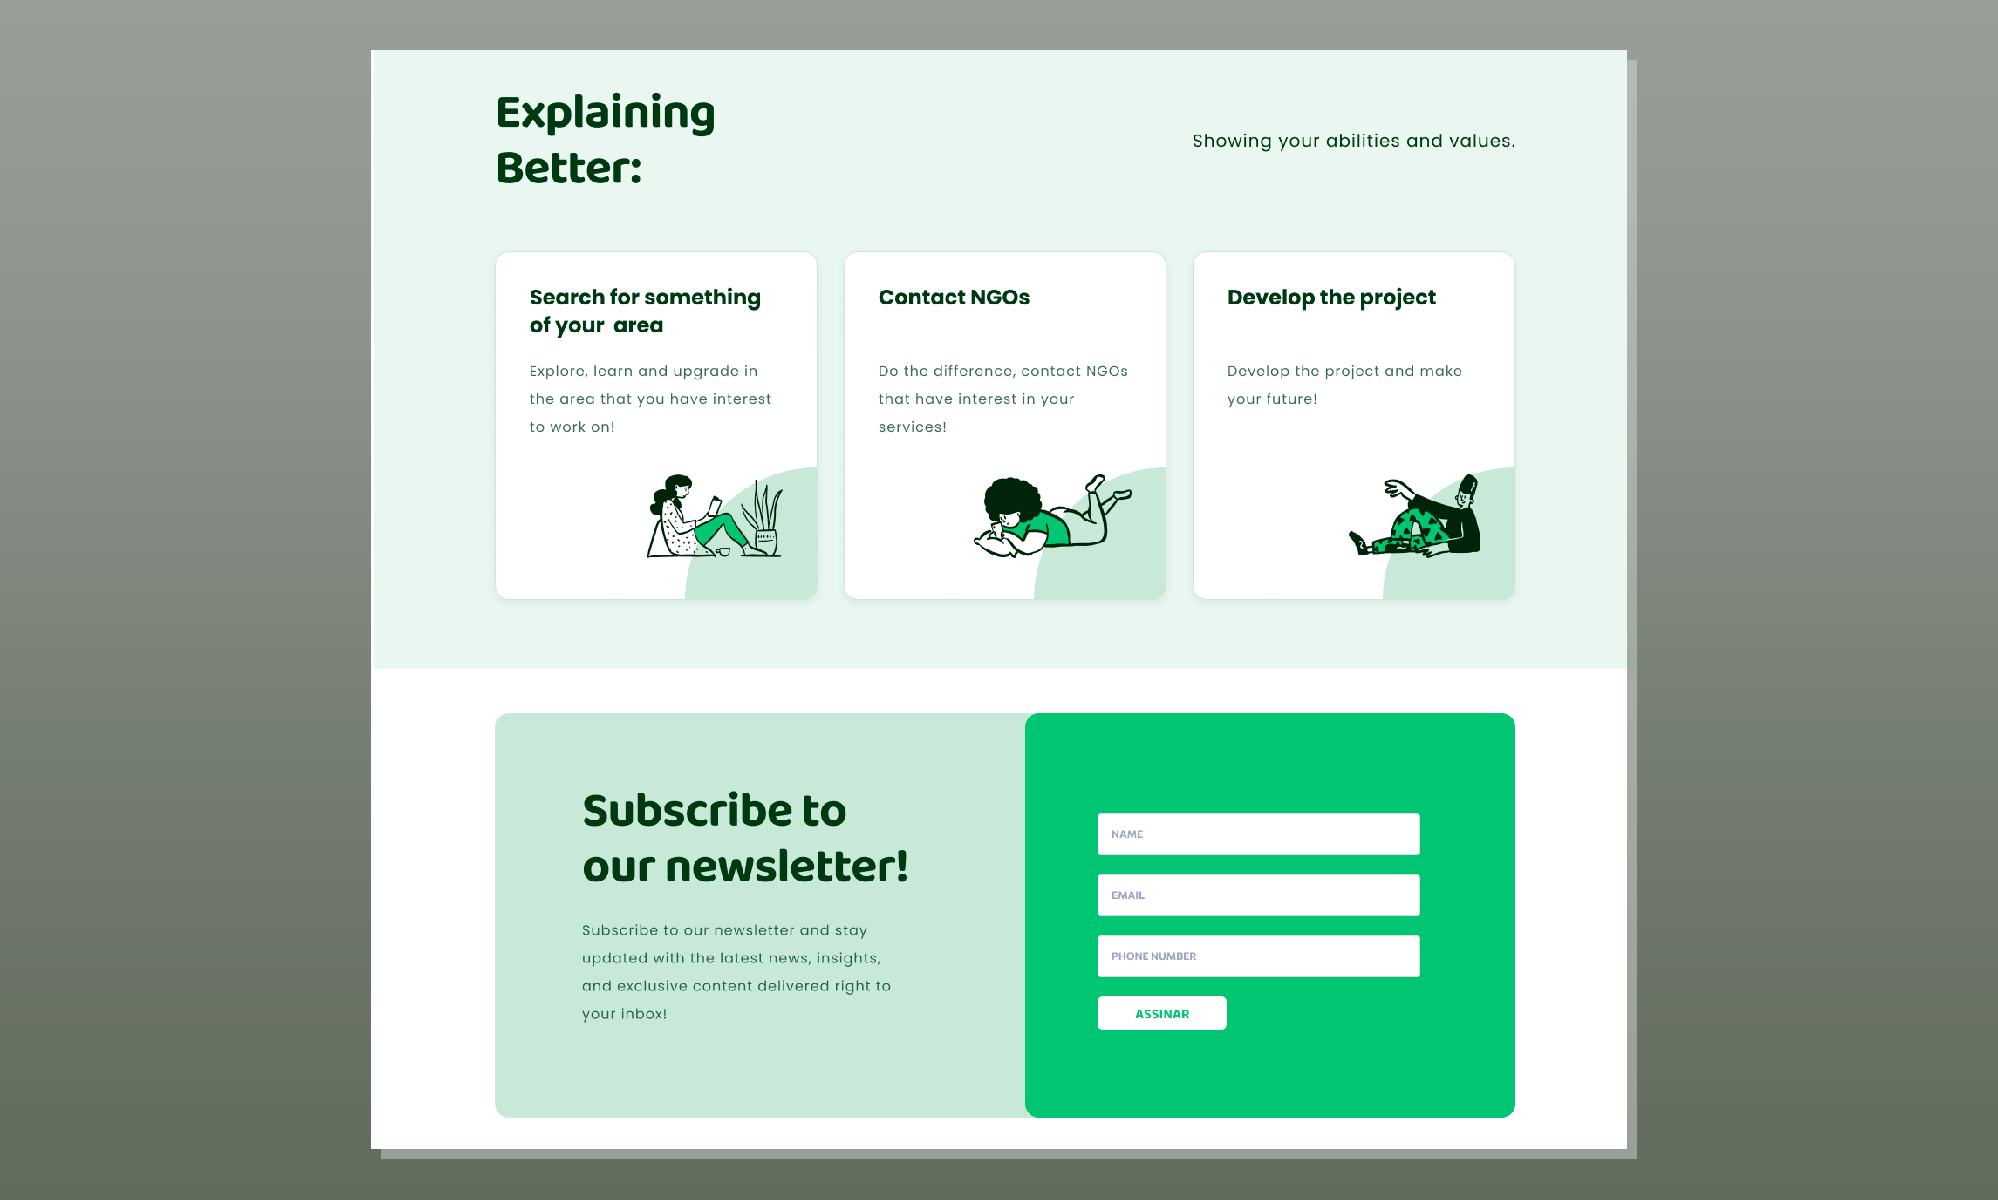 Explaining
Better:
Showing your abilities and values.
Search for something
of your area
Explore, learn and upgrade in
the area that you have interest
to work on!
Contact NGOs
Do the difference, contact NGOs
that have interest in your
services!
Develop the project
Develop the project and make
your future!
Subscribe to
our newsletter!
Subscribe to our newsletter and stay
updated with the latest news, insights,
and exclusive content delivered right to
your inbox!
NAME
EMAIL
PHONE NUMBER
ASSINAR